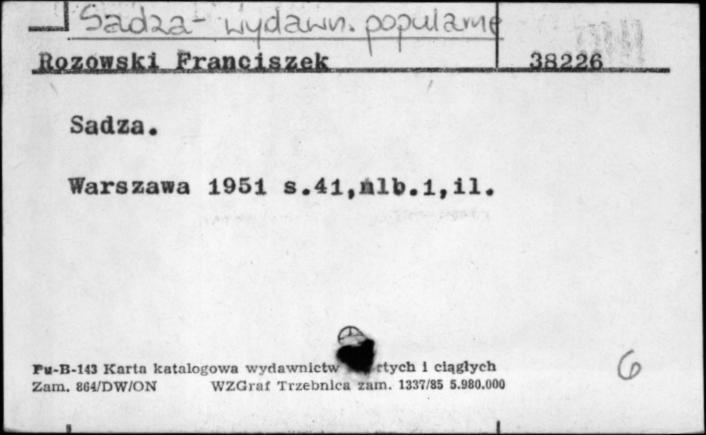 Sadza - wydawn. popularne
Rozowski Franciszek 38226
Sadza.
Warszawa 1951 s.41,nlb.1,il.
Pu-B-143 Karta katalogowa wydawnictw rtych i ciągłych 6
Zam. 864/DW/ON WZGraf Trzebnica zam. 1337/85 5.980.000